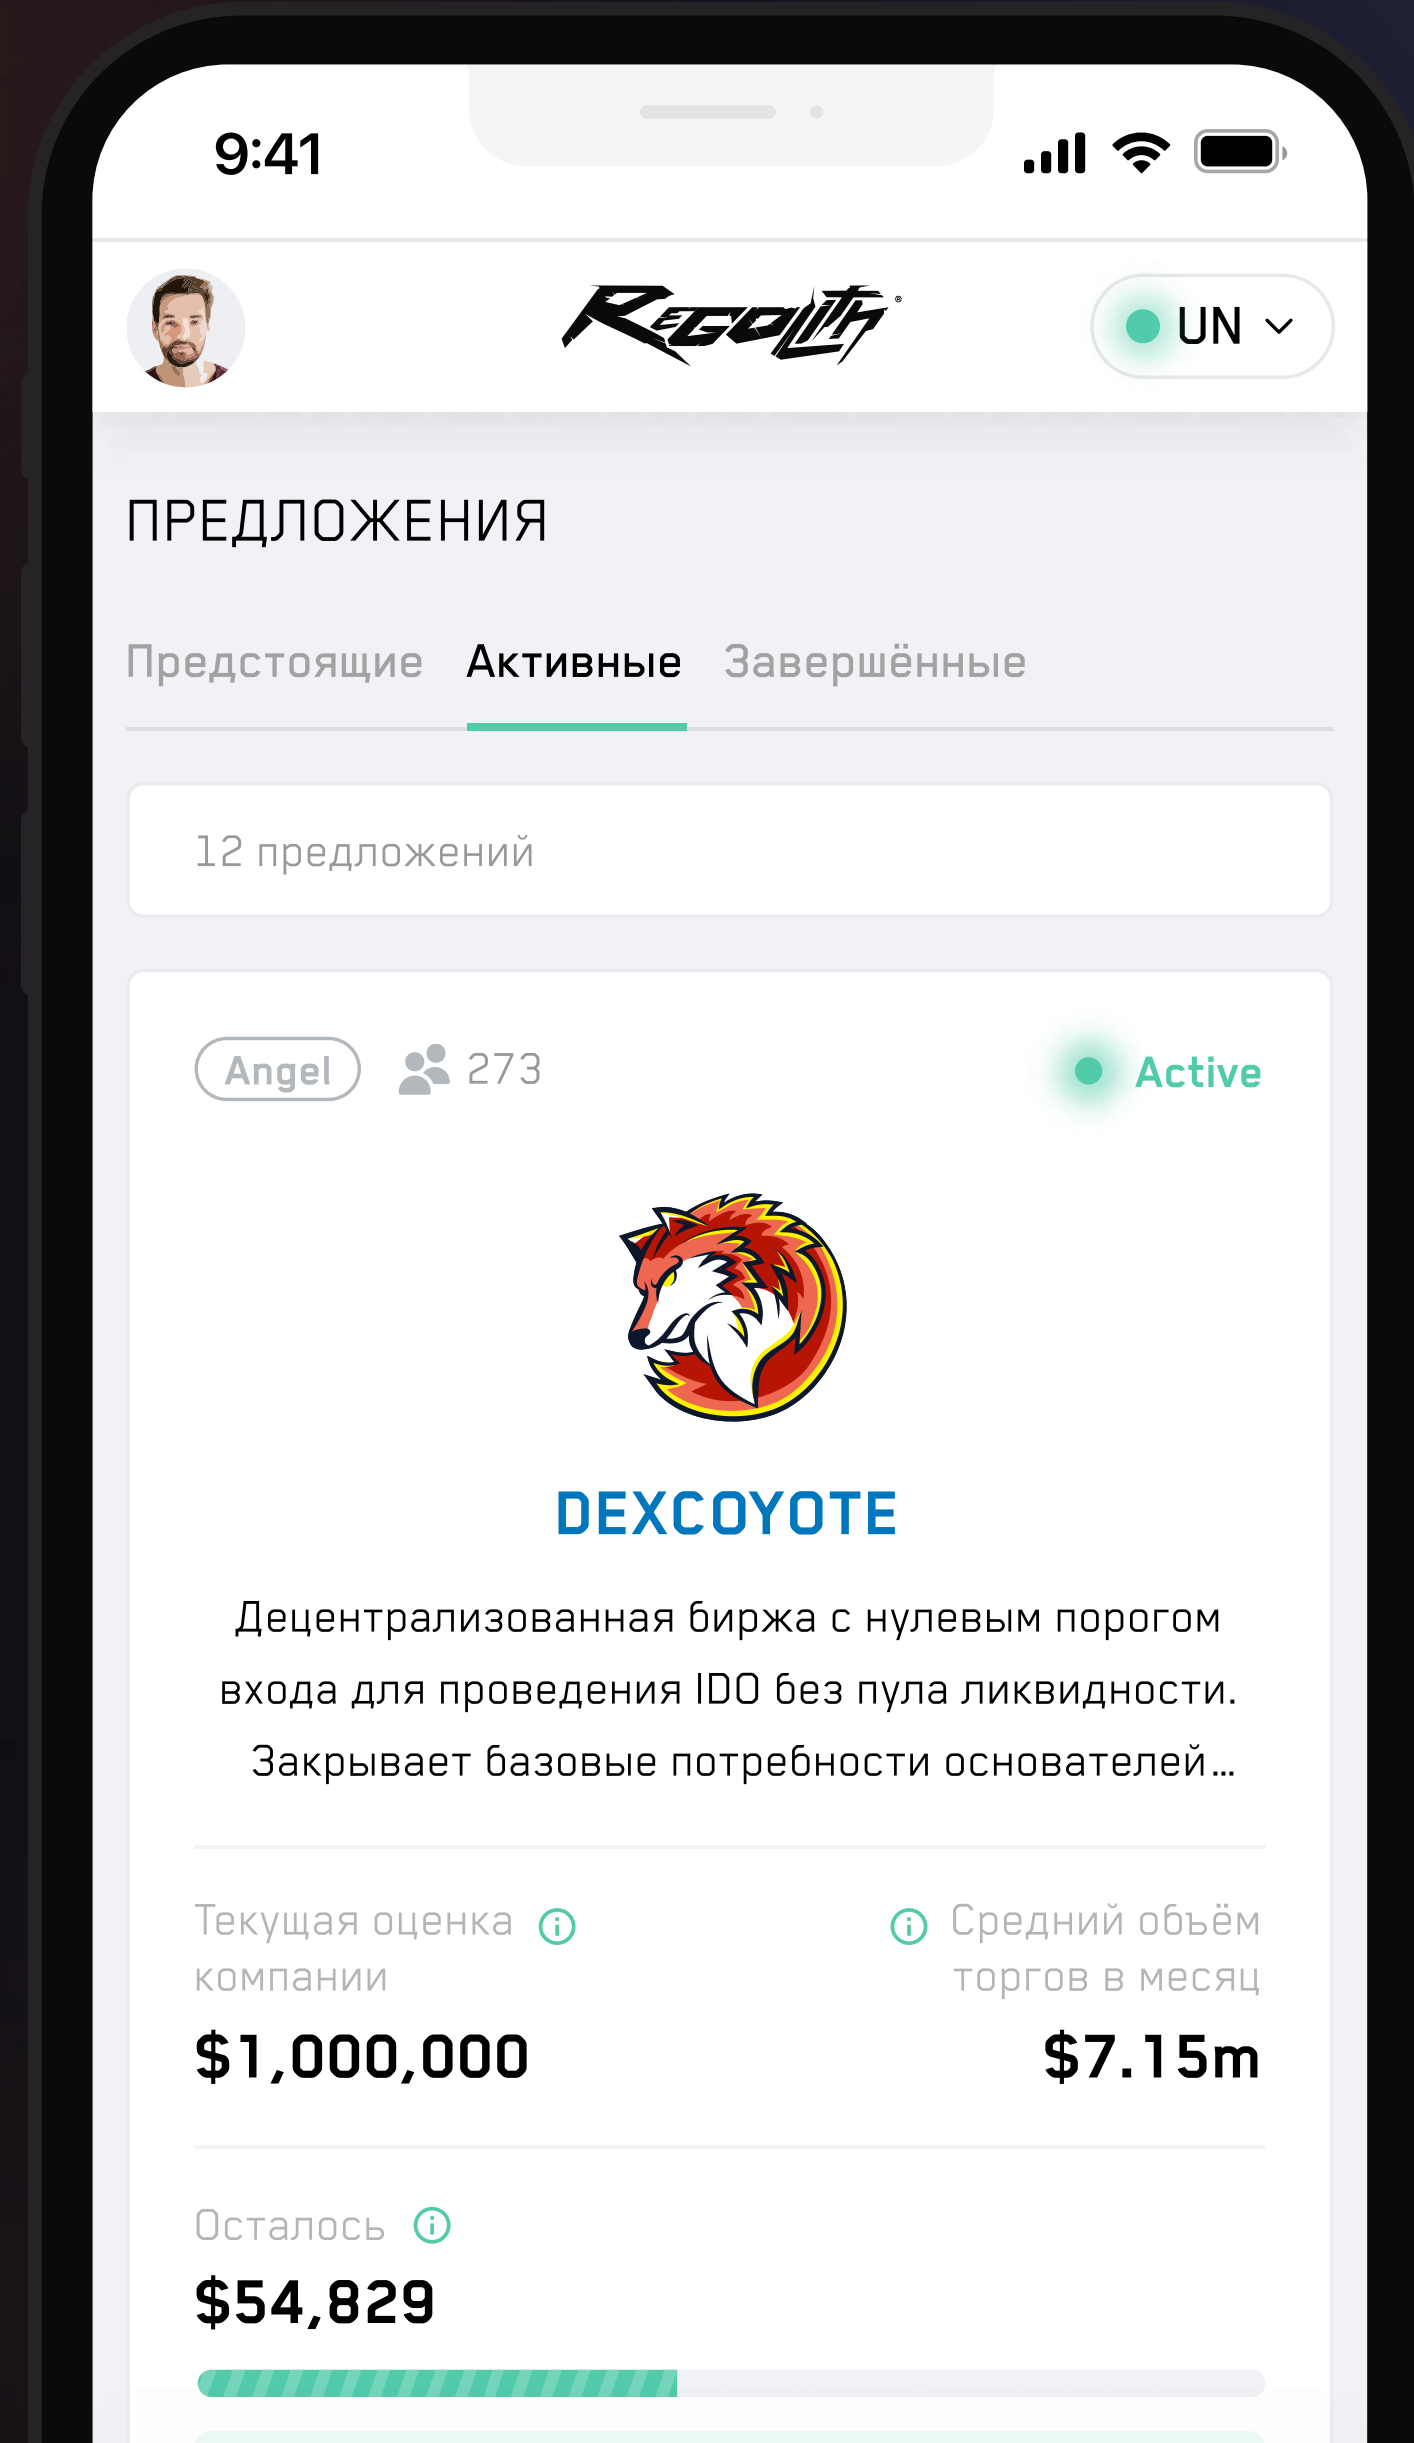 9:41
REGOLITH®
UN
ПРЕДЛОЖЕНИЯ
Предстоящие Активные Завершённые
12 предложений
Angel 273 Active
DEXCOYOTE
Децентрализованная биржа с нулевым порогом
входа для проведения IDO без пула ликвидности.
Закрывает базовые потребности основателей...
Текущая оценка
компании
$1,000,000
Средний объём
торгов в месяц
$7.15m
Осталось
$54,829